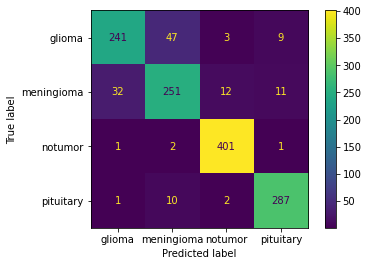 glioma 241 47 3 9
meningioma 32 251 12 11
notumor 1 2 401 1
pituitary 1 10 2 287
glioma meningioma notumor pituitary
Predicted label
True label
400
350
300
250
200
150
100
50